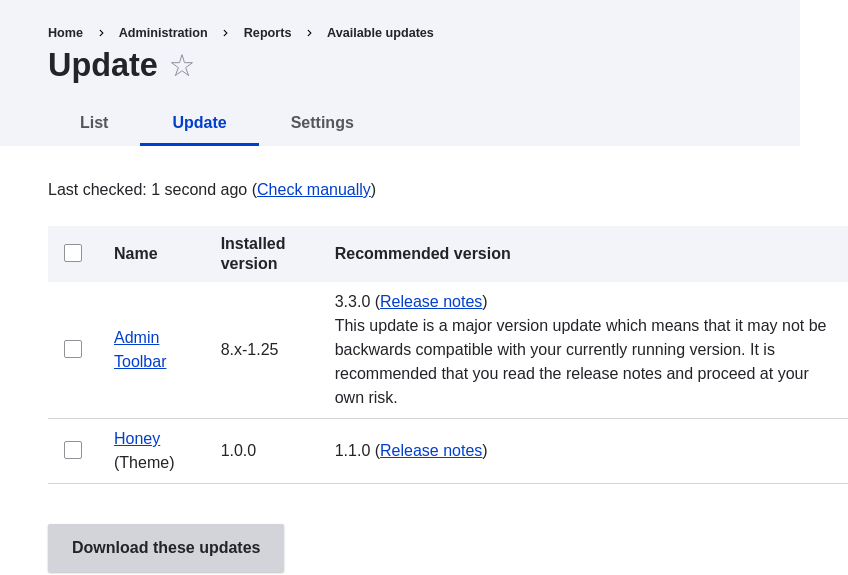 Home > Administration > Reports > Available updates
Update ☆
List Update Settings
Last checked: 1 second ago (Check manually)
Name Installed version Recommended version
Admin Toolbar 8.x-1.25 3.3.0 (Release notes)
This update is a major version update which means that it may not be
backwards compatible with your currently running version. It is
recommended that you read the release notes and proceed at your
own risk.
Honey (Theme) 1.0.0 1.1.0 (Release notes)
Download these updates